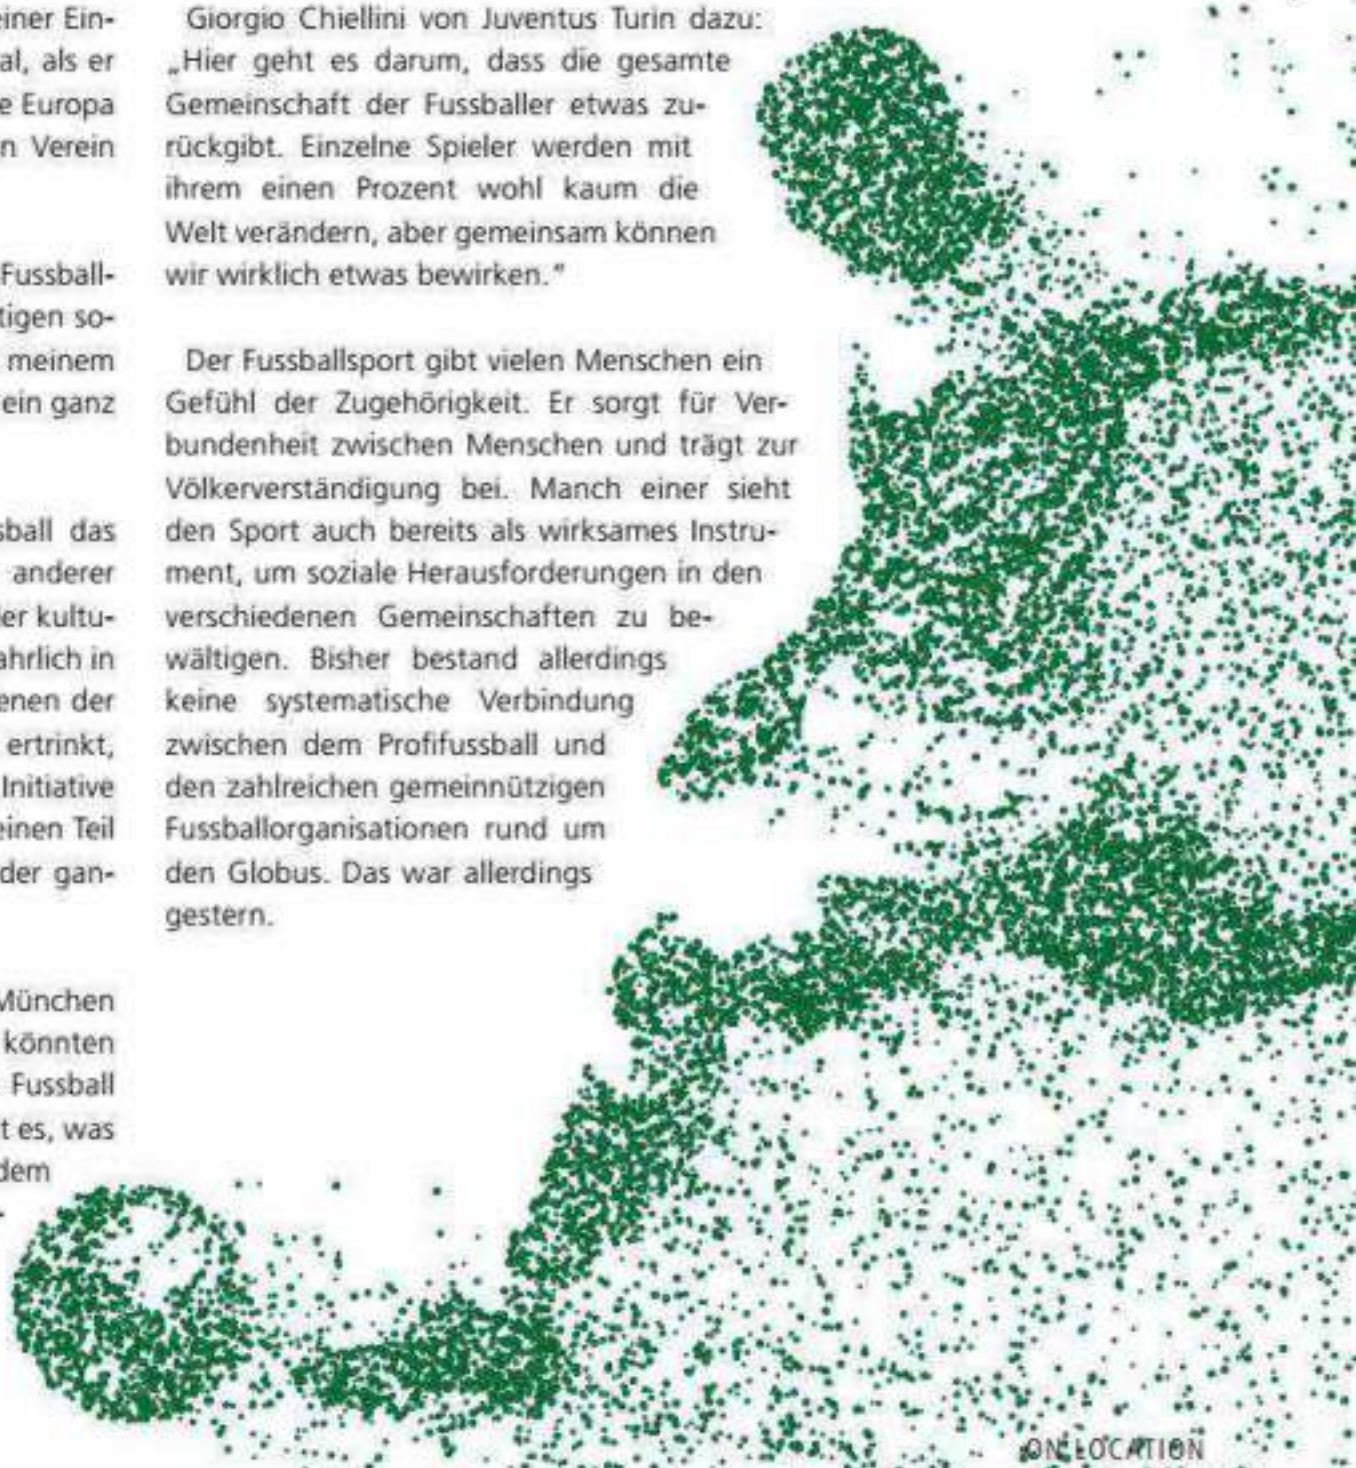 einer Ein-
al, als er
e Europa
n Verein
Fussball-
tigen so-
meinem
ein ganz
sball das
anderer
der kultu-
ahrlich in
enen der
ertrinkt,
Initiative
einen Teil
der gan-
München
könnten
Fussball
t es, was
dem
Giorgio Chiellini von Juventus Turin dazu:
„Hier geht es darum, dass die gesamte
Gemeinschaft der Fussballer etwas zu-
rückgibt. Einzelne Spieler werden mit
ihrem einen Prozent wohl kaum die
Welt verändern, aber gemeinsam können
wir wirklich etwas bewirken.“
Der Fussballsport gibt vielen Menschen ein
Gefühl der Zugehörigkeit. Er sorgt für Ver-
bundenheit zwischen Menschen und trägt zur
Völkerverständigung bei. Manch einer sieht
den Sport auch bereits als wirksames Instru-
ment, um soziale Herausforderungen in den
verschiedenen Gemeinschaften zu be-
wältigen. Bisher bestand allerdings
keine systematische Verbindung
zwischen dem Profifussball und
den zahlreichen gemeinnützigen
Fussballorganisationen rund um
den Globus. Das war allerdings
gestern.
ON LOCATION